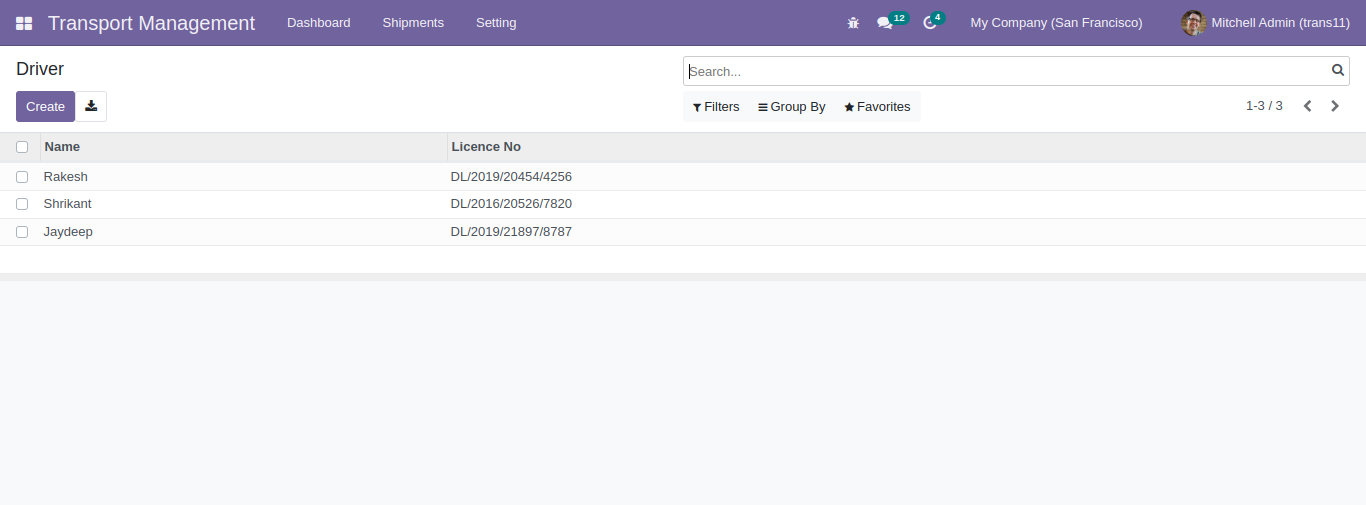 Transport Management Dashboard Shipments Setting 12 4 My Company (San Francisco) Mitchell Admin (trans11)
Driver
Search...
Create Filters Group By Favorites 1-3 / 3
Name Licence No
Rakesh DL/2019/20454/4256
Shrikant DL/2016/20526/7820
Jaydeep DL/2019/21897/8787